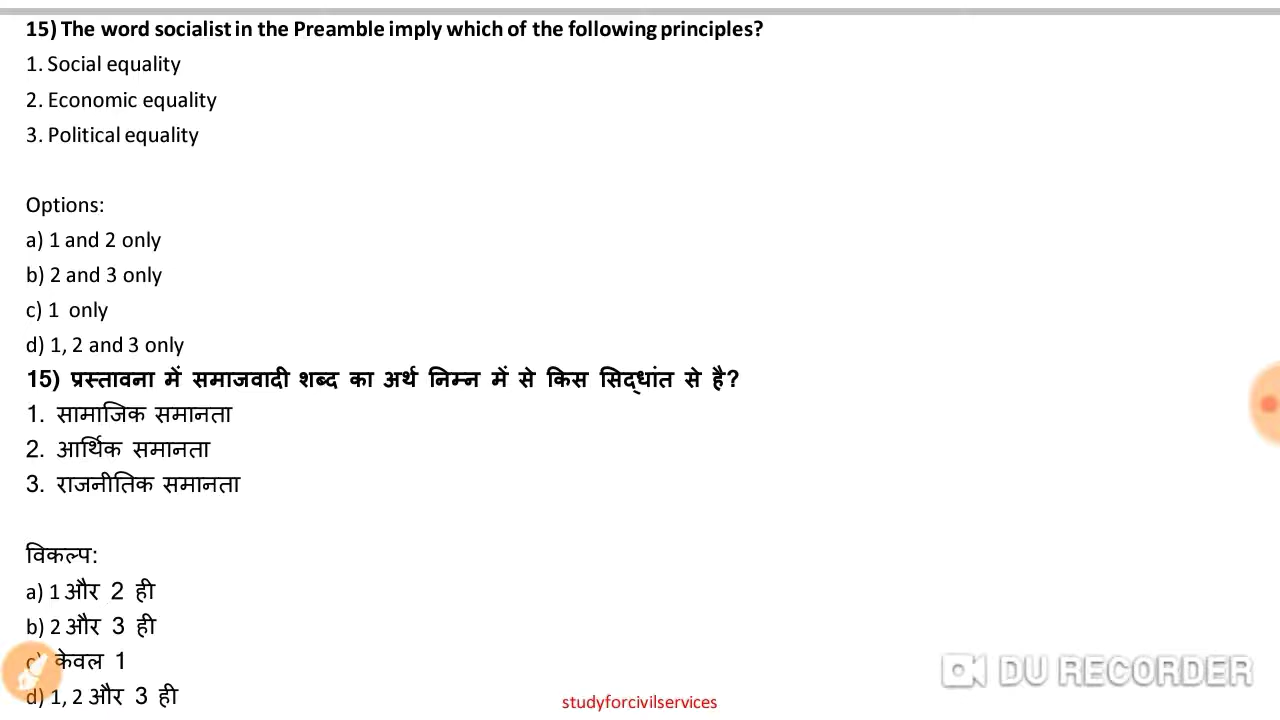 15) The word socialist in the Preamble imply which of the following principles?
1. Social equality
2. Economic equality
3. Political equality
Options:
a) 1 and 2 only
b) 2 and 3 only
c) 1 only
d) 1, 2 and 3 only
15) प्रस्तावना में समाजवादी शब्द का अर्थ निम्न में से किस सिद्धांत से है?
1. सामाजिक समानता
2. आर्थिक समानता
3. राजनीतिक समानता
विकल्प:
a) 1 और 2 ही
b) 2 और 3 ही
c) केवल 1
d) 1, 2 और 3 ही
studyforcivilservices
DU RECORDER